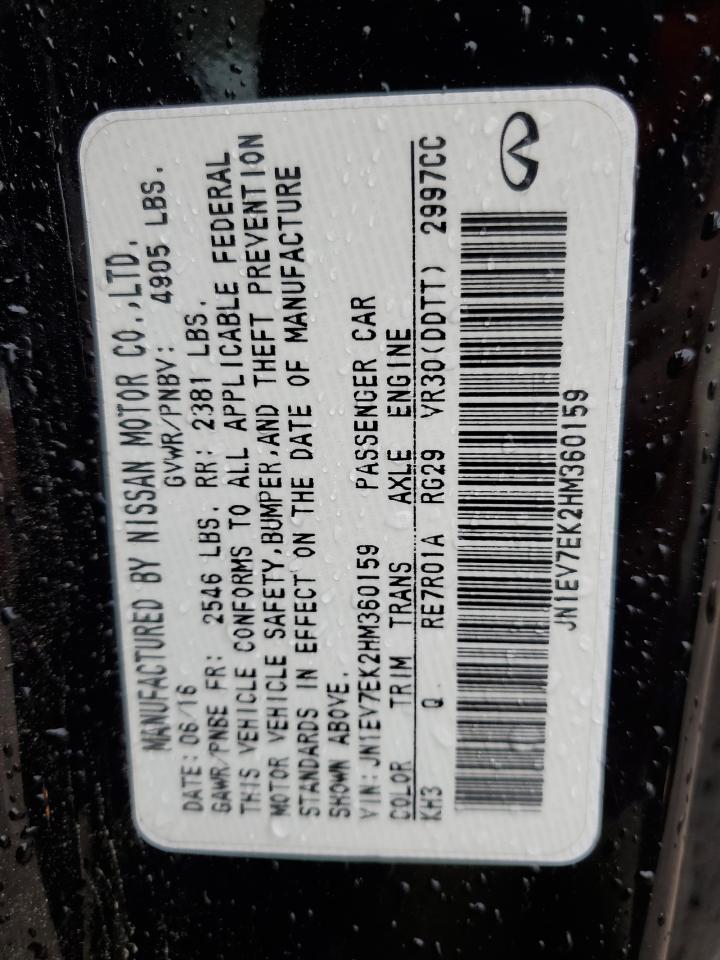 MANUFACTURED BY NISSAN MOTOR CO.,LTD.
DATE: 06/16 GVWR/PNBV: 4905 LBS.
GAWR/PNBE FR: 2546 LBS. RR: 2381 LBS.
THIS VEHICLE CONFORMS TO ALL APPLICABLE FEDERAL
MOTOR VEHICLE SAFETY,BUMPER,AND THEFT PREVENTION
STANDARDS IN EFFECT ON THE DATE OF MANUFACTURE
SHOWN ABOVE.
VIN: JN1EV7EK2HM360159 PASSENGER CAR
COLOR TRIM TRANS AXLE ENGINE
KH3 Q RE7R01A RG29 VR30(DDTT) 2997CC
JN1EV7EK2HM360159